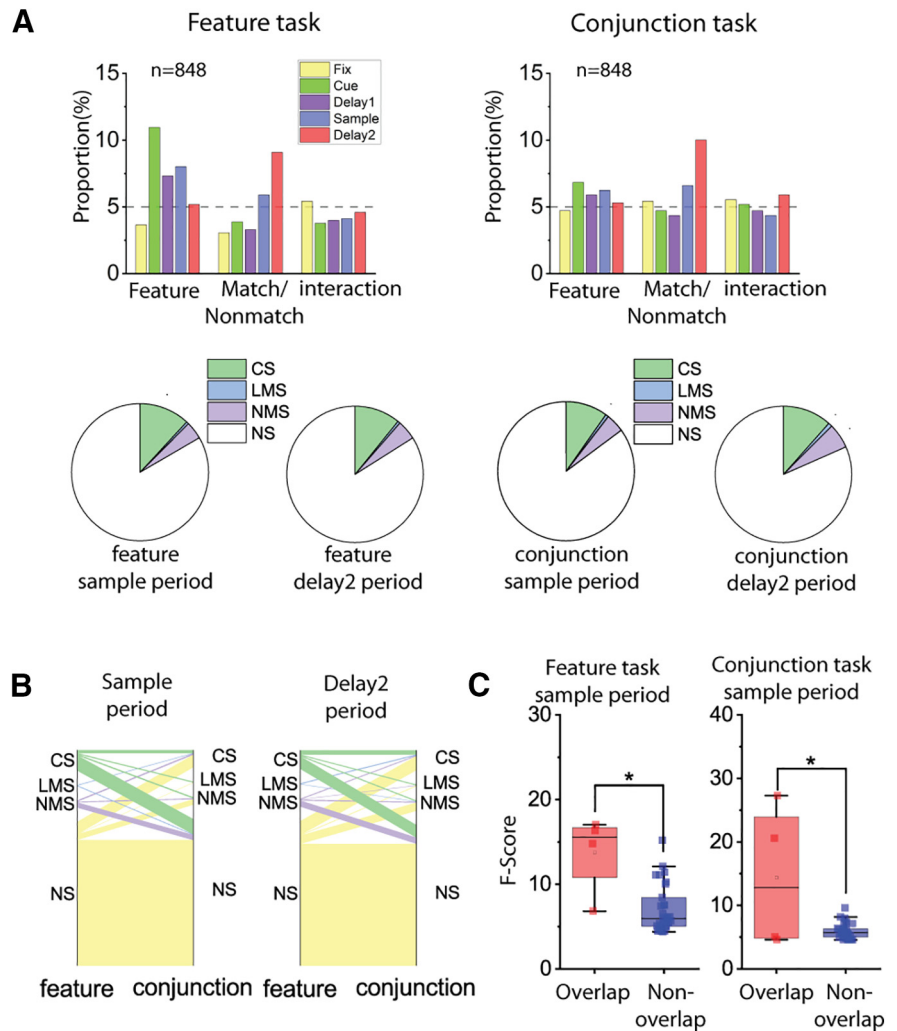 A
Feature task
Conjunction task
n=848
Fix
Cue
Delay1
Sample
Delay2
n=848
Proportion(%)
15
10
5
0
Feature
Match/
Nonmatch
interaction
Proportion(%)
15
10
5
0
Feature
Match/
Nonmatch
interaction
CS
LMS
NMS
NS
CS
LMS
NMS
NS
feature
sample period
feature
delay2 period
conjunction
sample period
conjunction
delay2 period
B
Sample
period
Delay2
period
CS
LMS
NMS
NS
CS
LMS
NMS
NS
CS
LMS
NMS
NS
CS
LMS
NMS
NS
feature
conjunction
feature
conjunction
C
Feature task
sample period
Conjunction task
sample period
F-Score
30
20
10
0
*
Overlap
Non-
overlap
40
30
20
10
0
*
Overlap
Non-
overlap